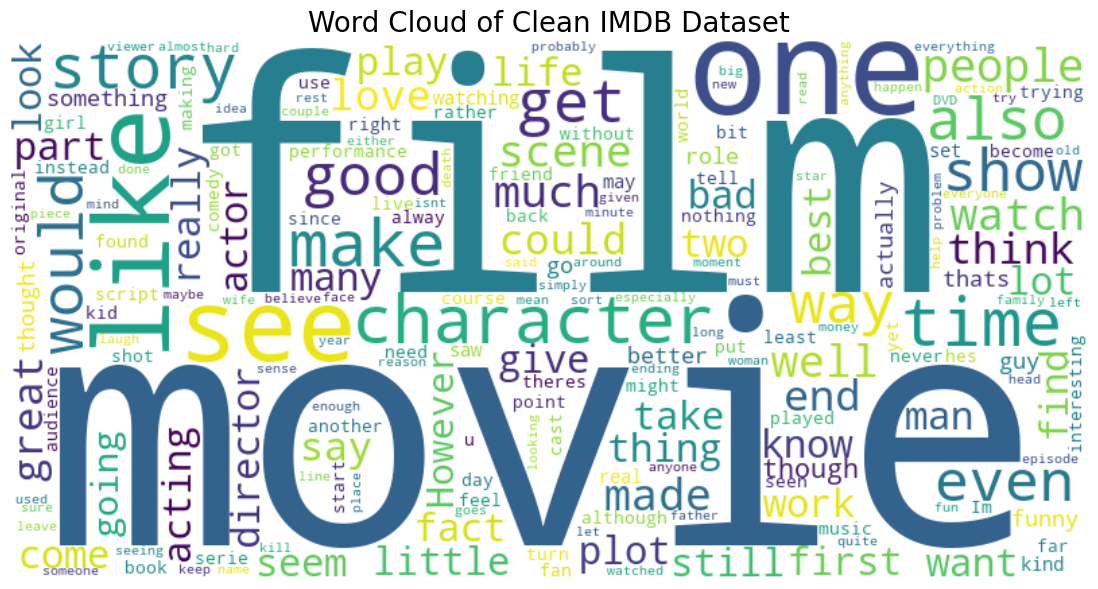 Word Cloud of Clean IMDB Dataset
viewer
almost
hard
probably
everything
story
film
one
people
play
life
look
something
making
use
love
watching
get
big
new
read
anything
happen
action
idea
rest
couple
rather
world
DVD
try
trying
girl
like
right
without
bit
also
part
got
either
scene
set
become
old
instead
done
really
comedy
performance
good
death
friend
much
may
given
role
tell
bad
star
show
everyone
problem
original
mind
would
actor
live
isnt
since
alway
back
minute
nothing
best
actually
watch
piece
found
make
could
two
think
many
said
go
around
moment
must
help
thats
lot
thought
script
maybe
wife
believe
face
simply
kid
see
character
course
mean
sort
especially
way
time
family
left
year
long
money
laugh
shot
sense
need
reason
saw
give
better
put
woman
least
well
yet
never
hes
guy
find
interesting
great
audience
movie
director
However
theres
ending
might
end
head
point
enough
another
say
cast
looking
take
played
man
going
acting
line
start
place
n
day
feel
thing
real
anyone
know
though
seen
even
episode
used
sure
leave
goes
fact
made
work
fun
Im
funny
although
father
let
music
quite
come
seeing
serie
kill
seem
little
turn
fan
plot
watched
still
first
want
far
kind
someone
book
keep
name